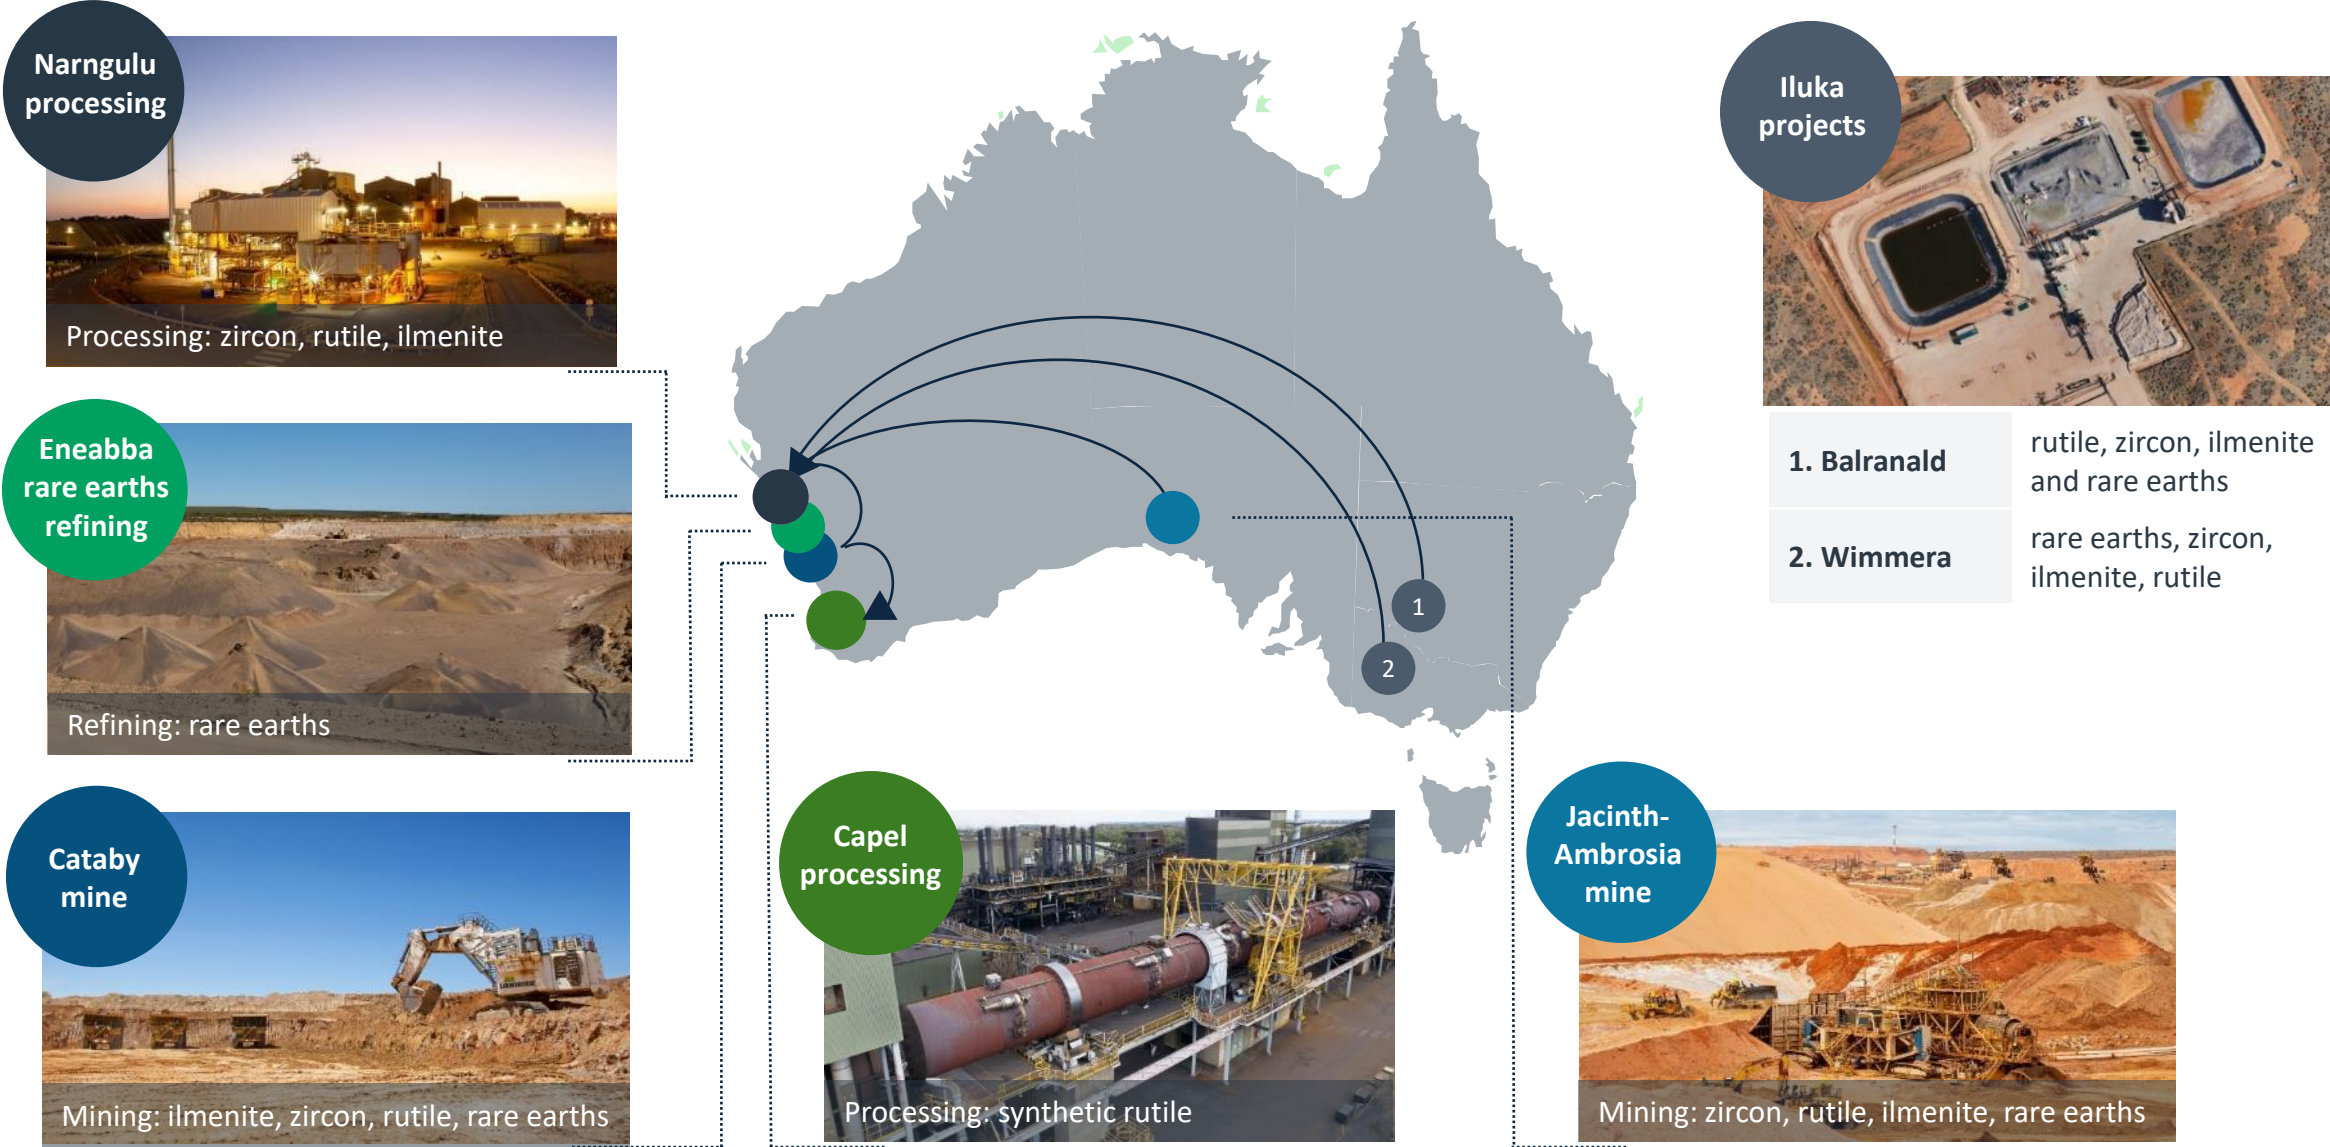 Narngulu
processing
Processing: zircon, rutile, ilmenite
Eneabba
rare earths
refining
Refining: rare earths
Cataby
mine
Mining: ilmenite, zircon, rutile, rare earths
Capel
processing
Processing: synthetic rutile
Jacinth-
Ambrosia
mine
Mining: zircon, rutile, ilmenite, rare earths
1
2
Iluka
projects
1. Balranald
rutile, zircon, ilmenite
and rare earths
2. Wimmera
rare earths, zircon,
ilmenite, rutile